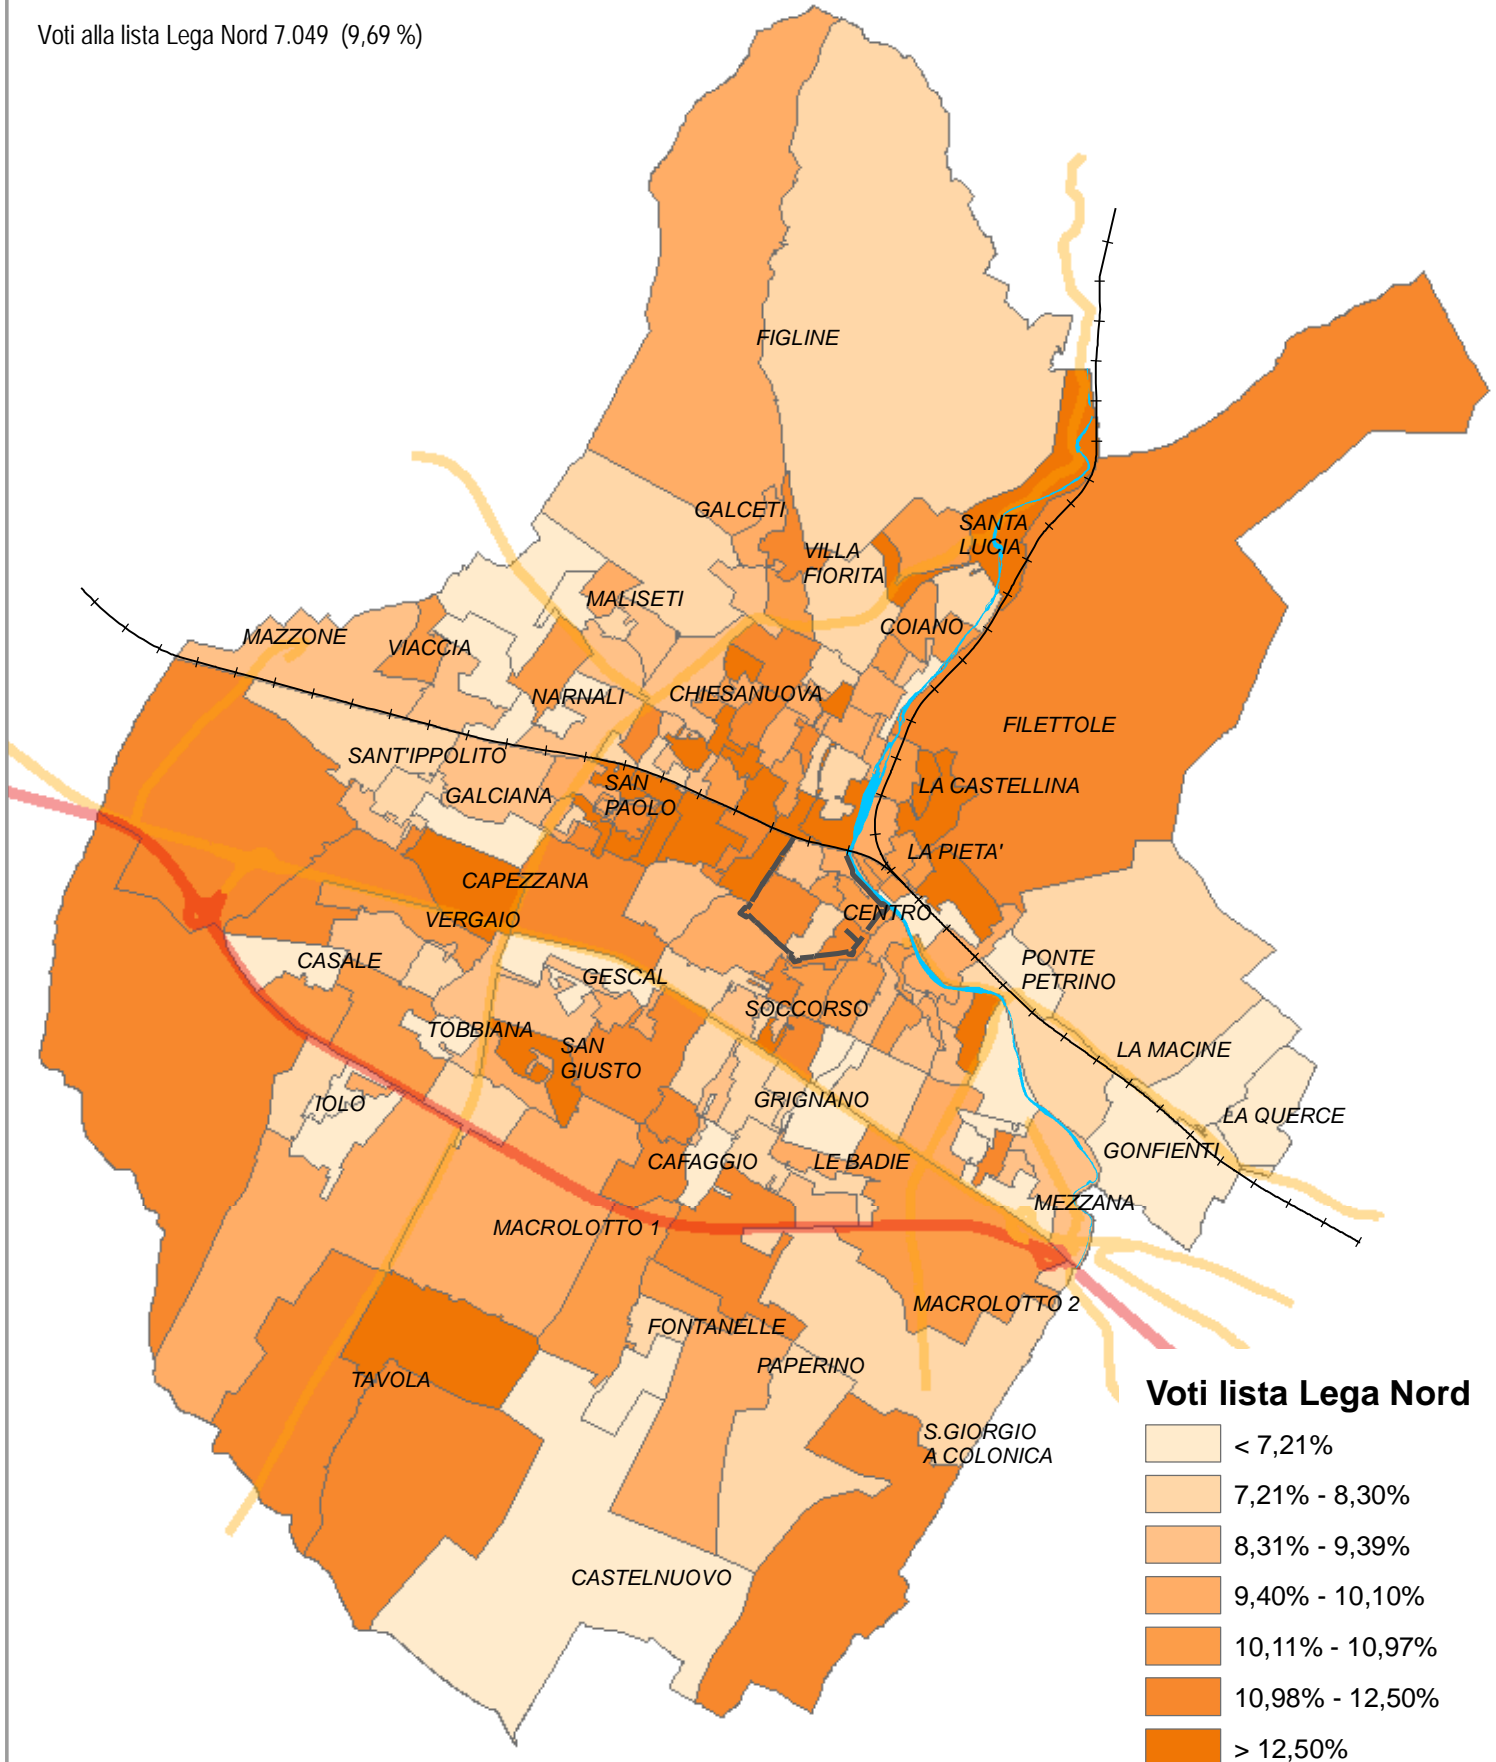 Voti alla lista Lega Nord 7.049 (9,69 %)
FIGLINE
GALCETI
SANTA
LUCIA
VILLA
FIORITA
MALISETI
COIANO
MAZZONE
VIACCIA
NARNALI
CHIESANUOVA
FILETTOLE
SANT'IPPOLITO
GALCIANA
SAN
PAOLO
LA CASTELLINA
LA PIETA'
CAPEZZANA
VERGAIO
CENTRO
CASALE
GESCAL
PONTE
PETRINO
SOCCORSO
TOBBIANA
SAN
GIUSTO
LA MACINE
IOLO
GRIGNANO
LA QUERCE
CAFAGGIO
LE BADIE
GONFIENTI
MEZZANA
MACROLOTTO 1
MACROLOTTO 2
FONTANELLE
PAPERINO
TAVOLA
S.GIORGIO
A COLONICA
CASTELNUOVO
Voti lista Lega Nord
< 7,21%
7,21% - 8,30%
8,31% - 9,39%
9,40% - 10,10%
10,11% - 10,97%
10,98% - 12,50%
> 12,50%